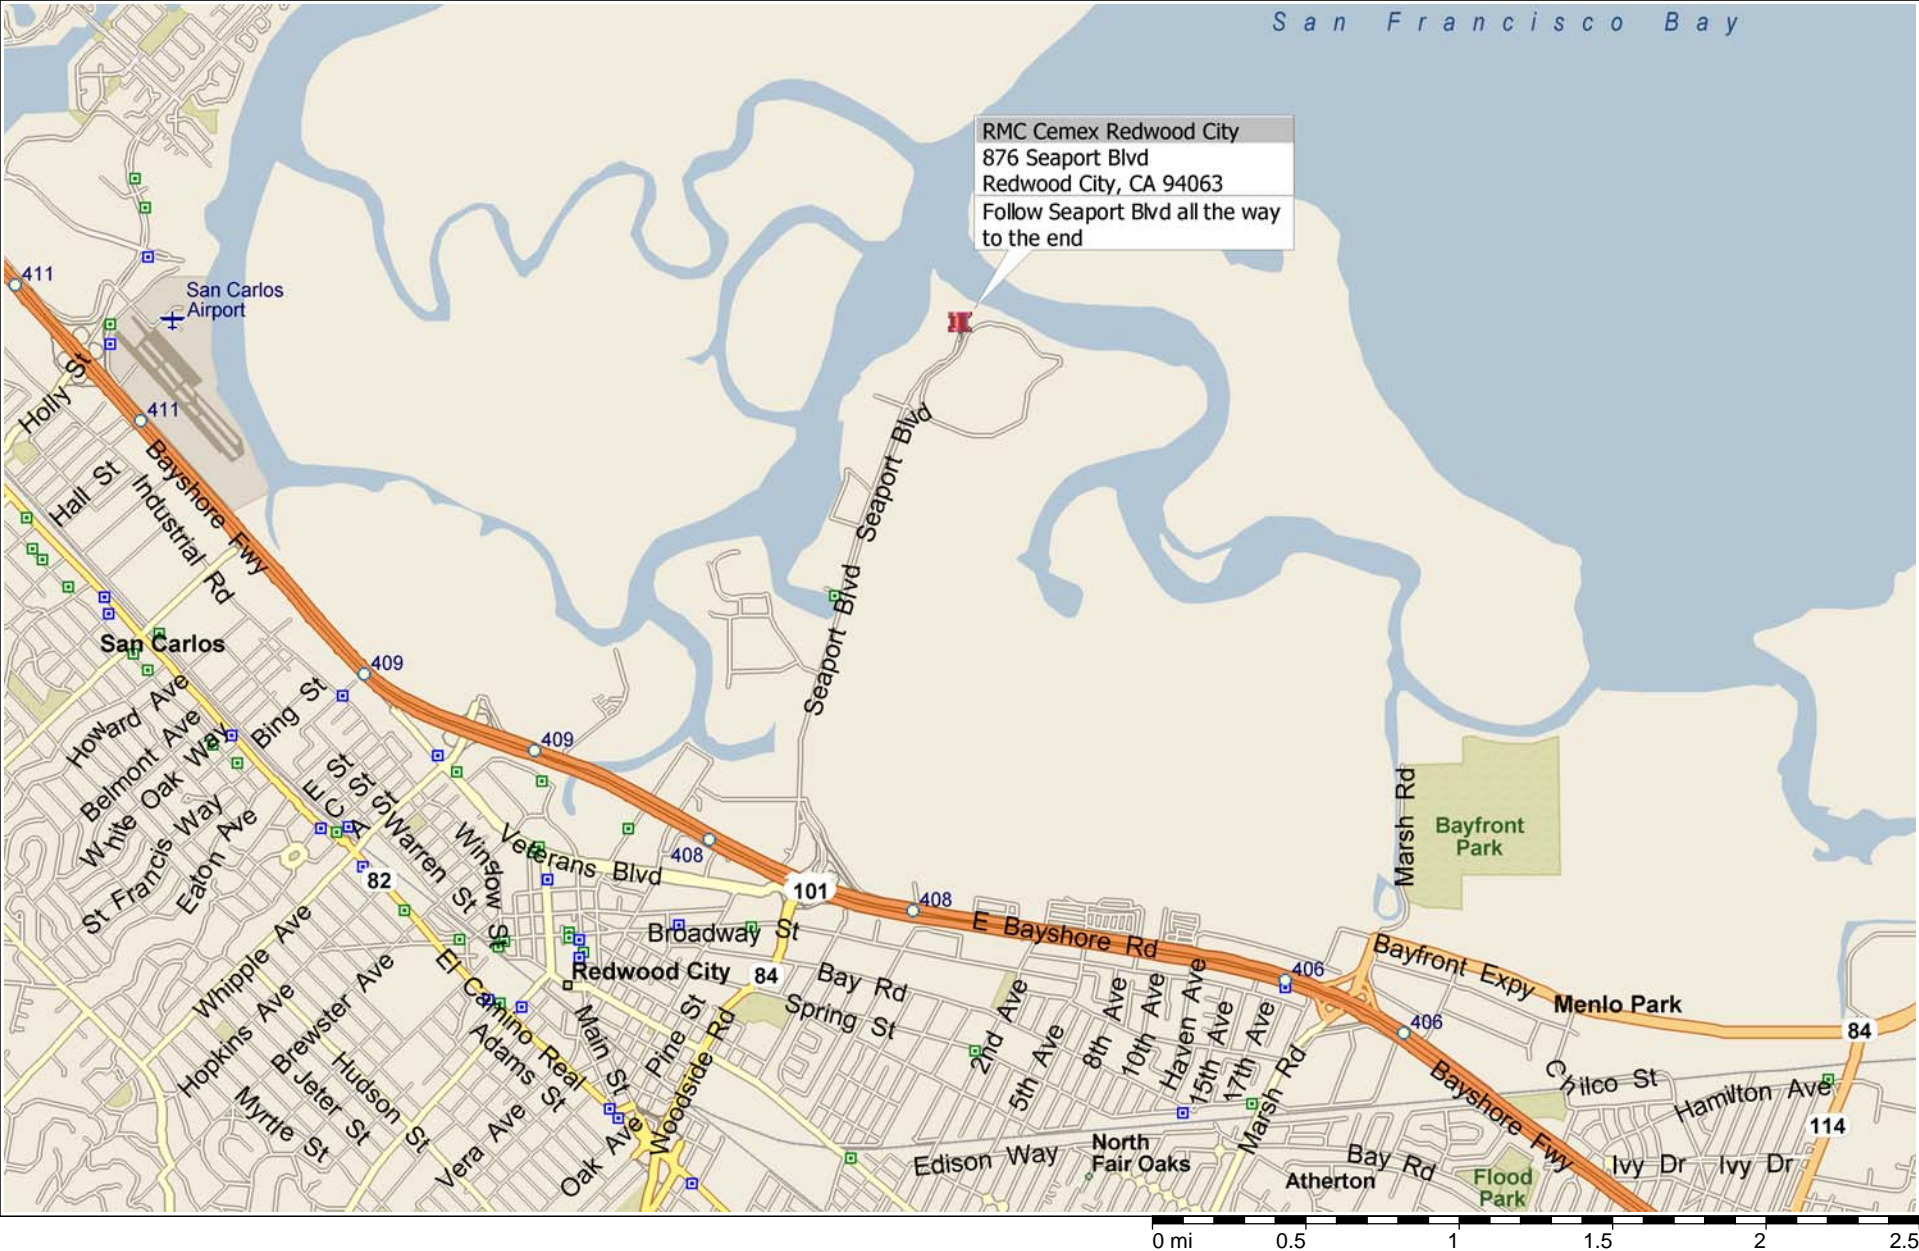 San Francisco Bay
RMC Cemex Redwood City
876 Seaport Blvd
Redwood City, CA 94063
Follow Seaport Blvd all the way
to the end
411
San Carlos
Airport
Holly St
411
Bayshore Fwy
Hall St
Industrial Rd
Seaport Blvd
Seaport Blvd
Seaport Blvd
San Carlos
409
409
Howard Ave
Belmont Ave
White Oak Way
St Francis Way
Eaton Ave
Bing St
E St
C St
A St
Warren St
Winslow St
Veterans Blvd
408
82
101
408
Marsh Rd
Bayfront
Park
E Bayshore Rd
Broadway St
Redwood City
84
Bay Rd
Spring St
Whipple Ave
Hopkins Ave
Brewster Ave
El Camino Real
Adams St
Main St
Pine St
Woodside Rd
2nd Ave
5th Ave
8th Ave
10th Ave
Haven Ave
15th Ave
17th Ave
406
Bayfront Expy
Menlo Park
84
406
Marsh Rd
Bayshore Fwy
Chilco St
Hamilton Ave
114
Myrtle St
B
Jeter St
Hudson St
Vera Ave
Oak Ave
Edison Way
North
Fair Oaks
Atherton
Bay Rd
Flood
Park
Ivy Dr
Ivy Dr
0 mi 0.5 1 1.5 2 2.5